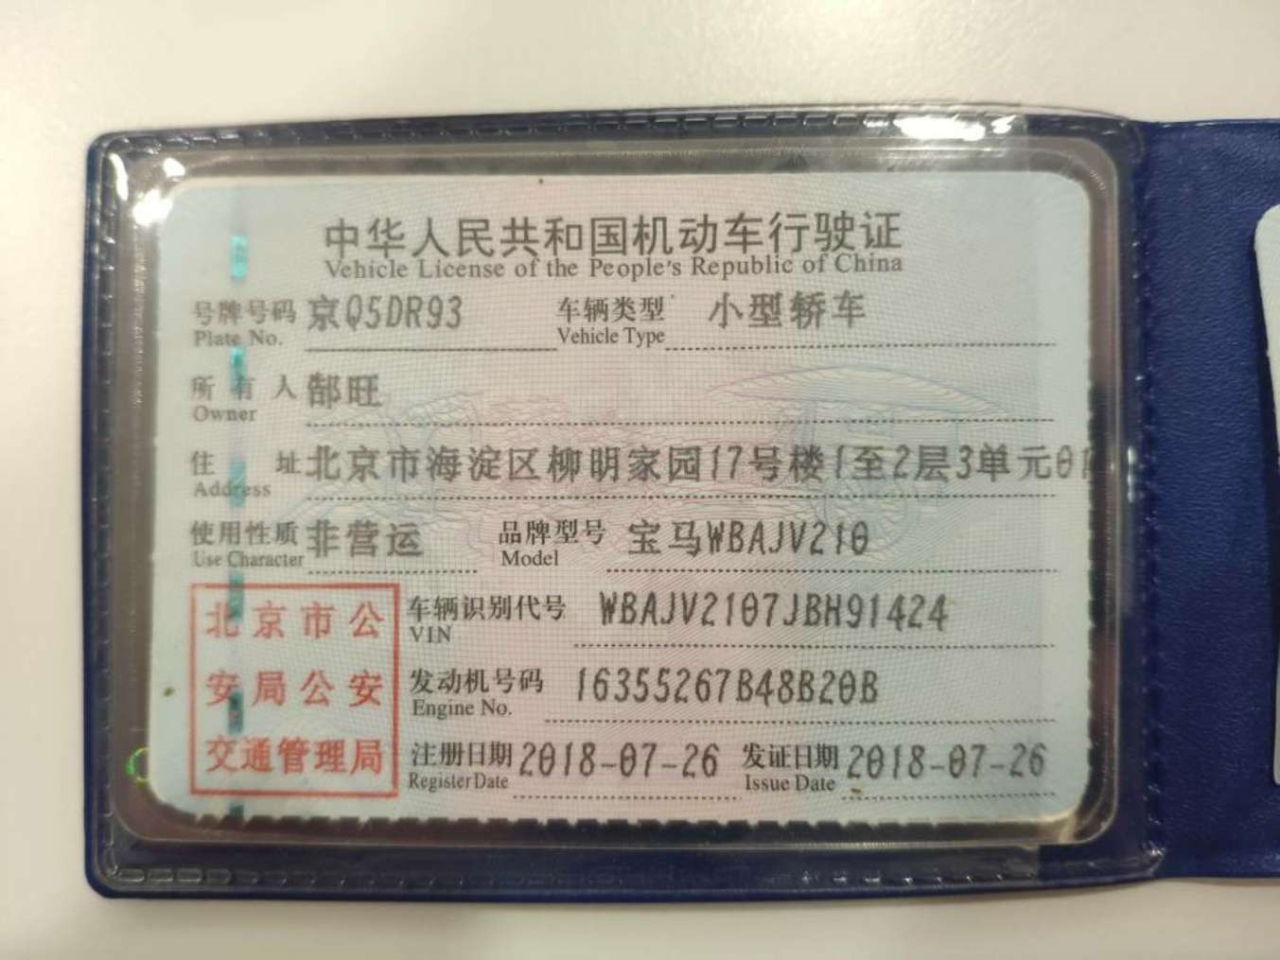 中华人民共和国机动车行驶证
Vehicle License of the People's Republic of China
号牌号码 京Q5DR93 车辆类型 小型轿车
Plate No. Vehicle Type
所有人 郜旺
Owner
住址 北京市海淀区柳明家园17号楼1至2层3单元01
Address
使用性质 非营运 品牌型号 宝马WBAJV210
Use Character Model
北京市公
安局公安
交通管理局
车辆识别代号 WBAJV2107JBH91424
VIN
发动机号码 16355267B48B20B
Engine No.
注册日期 2018-07-26 发证日期 2018-07-26
Register Date Issue Date